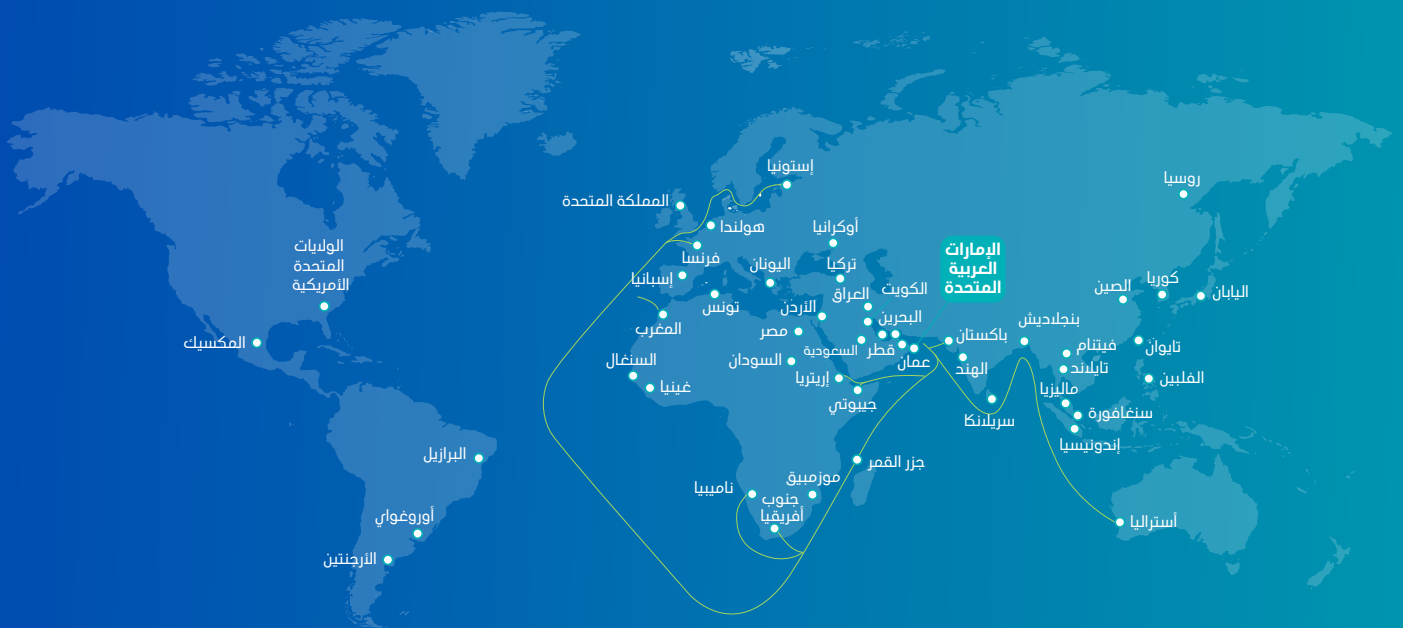 إستونيا
روسيا
المملكة المتحدة
هولندا
أوكرانيا
الولايات
المتحدة
الأمريكية
فرنسا
اليونان
تركيا
الإمارات
العربية
المتحدة
إسبانيا
تونس
العراق
الكويت
الصين
كوريا
اليابان
المكسيك
المغرب
الأردن
البحرين
بنجلاديش
مصر
السعودية
قطر
عمان
باكستان
فيتنام
تايوان
السنغال
السودان
الهند
تايلاند
غينيا
إريتريا
جيبوتي
ماليزيا
الفلبين
سريلانكا
سنغافورة
إندونيسيا
البرازيل
جزر القمر
موزمبيق
ناميبيا
جنوب
أفريقيا
أوروغواي
أستراليا
الأرجنتين